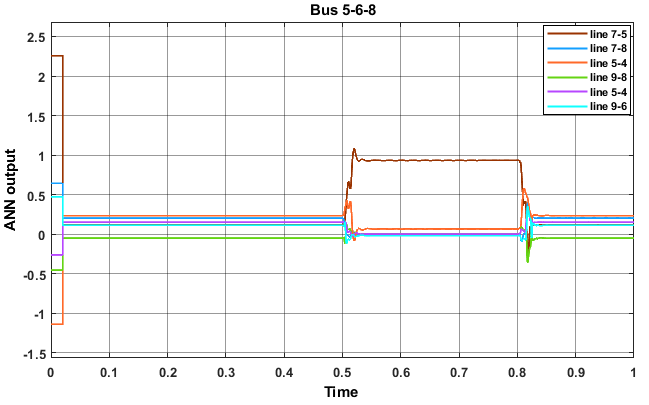 Bus 5-6-8
2.5
2
1.5
1
0.5
0
-0.5
-1
-1.5
ANN output
line 7-5
line 7-8
line 5-4
line 9-8
line 5-4
line 9-6
0 0.1 0.2 0.3 0.4 0.5 0.6 0.7 0.8 0.9 1
Time